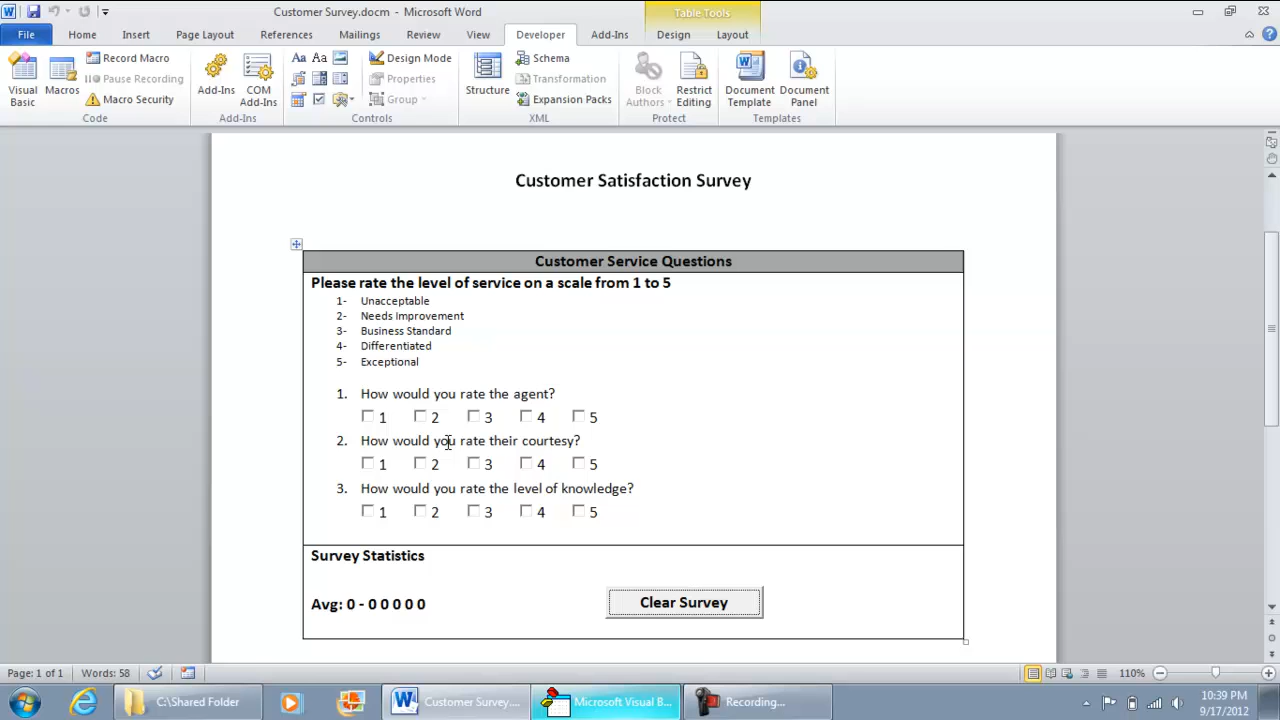 Customer Survey.docm - Microsoft Word
Table Tools
File Home Insert Page Layout References Mailings Review View Developer Add-Ins Design Layout
Visual Basic
Macros
Record Macro
Pause Recording
Macro Security
Code
Add-Ins
COM Add-Ins
Add-Ins
Aa Aa
Design Mode
Properties
Group
Controls
Structure
Schema
Transformation
Expansion Packs
XML
Block Authors
Restrict Editing
Protect
Document Template
Document Panel
Templates
Customer Satisfaction Survey
Customer Service Questions
Please rate the level of service on a scale from 1 to 5
1- Unacceptable
2- Needs Improvement
3- Business Standard
4- Differentiated
5- Exceptional
1. How would you rate the agent?
1 2 3 4 5
2. How would you rate their courtesy?
1 2 3 4 5
3. How would you rate the level of knowledge?
1 2 3 4 5
Survey Statistics
Avg: 0 - 0 0 0 0 0
Clear Survey
Page: 1 of 1 Words: 58 110%
C:\Shared Folder Customer Survey.... Microsoft Visual B... Recording...
10:39 PM
9/17/2012